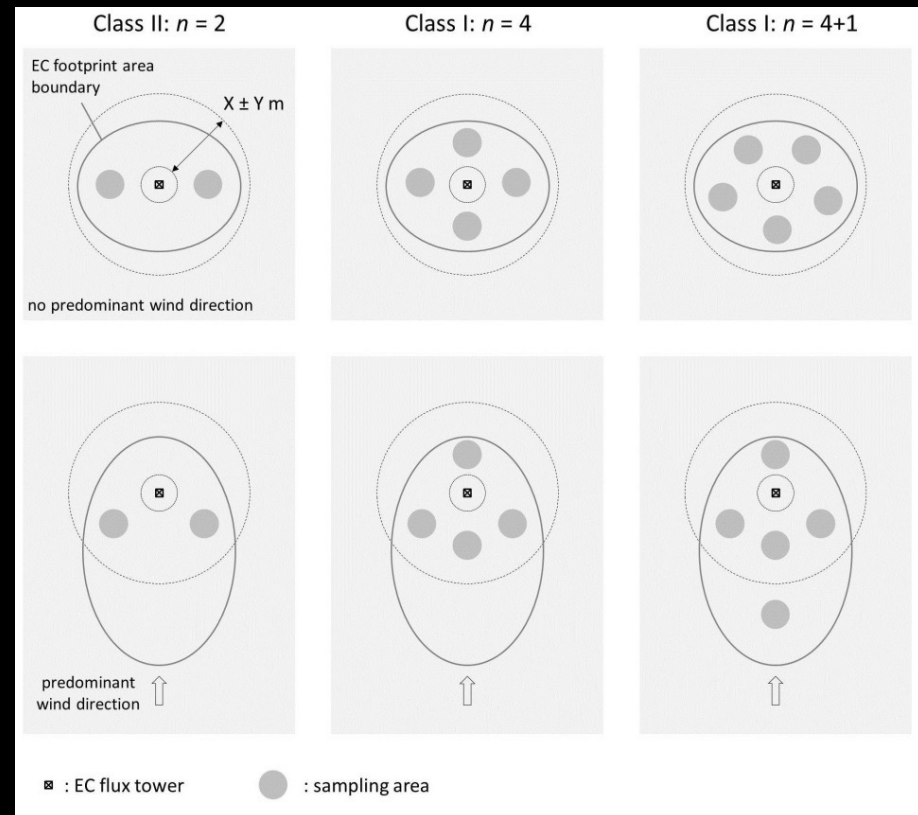 Class II: n = 2
Class I: n = 4
Class I: n = 4+1
EC footprint area
boundary
X ± Y m
no predominant wind direction
predominant
wind direction
: EC flux tower
: sampling area